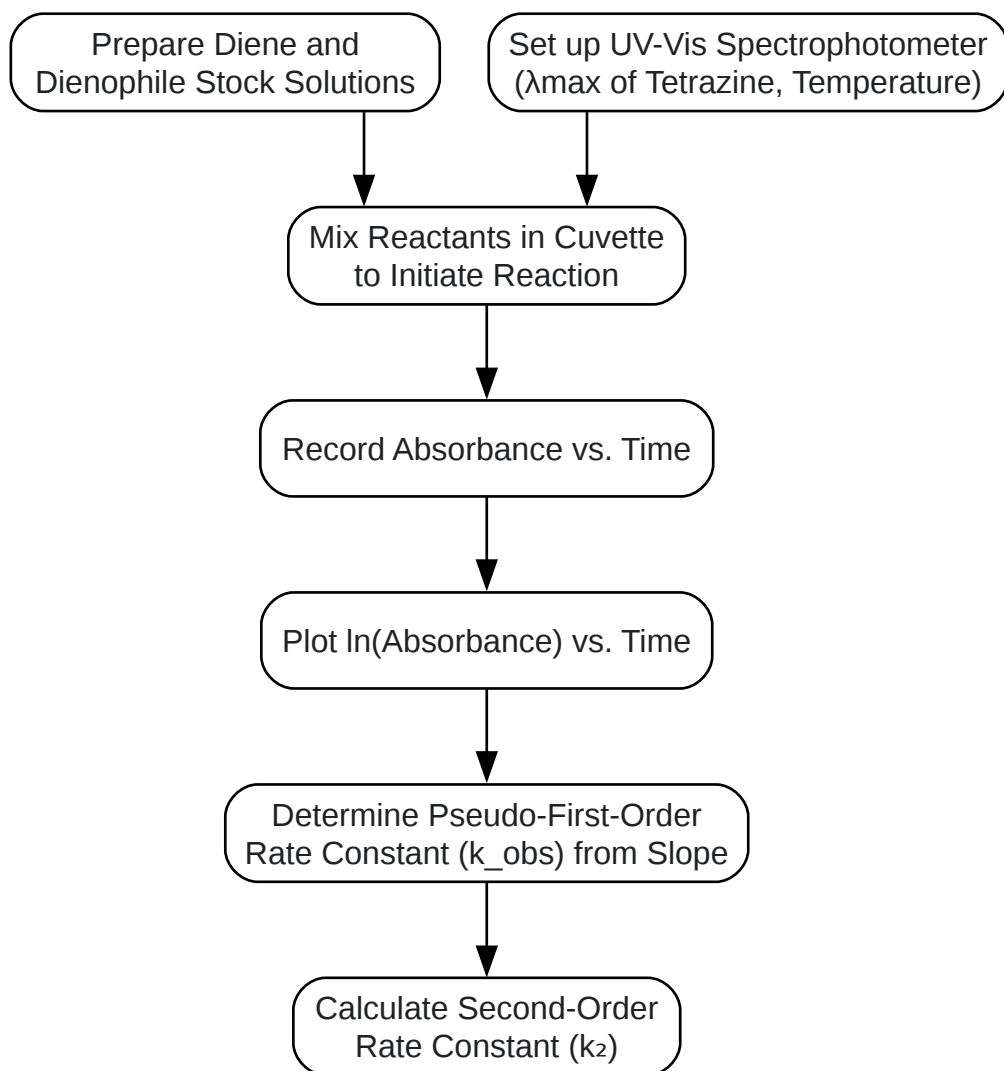 Prepare Diene and
Dienophile Stock Solutions
Set up UV-Vis Spectrophotometer
(λmax of Tetrazine, Temperature)
Mix Reactants in Cuvette
to Initiate Reaction
Record Absorbance vs. Time
Plot ln(Absorbance) vs. Time
Determine Pseudo-First-Order
Rate Constant (k_obs) from Slope
Calculate Second-Order
Rate Constant (k₂)